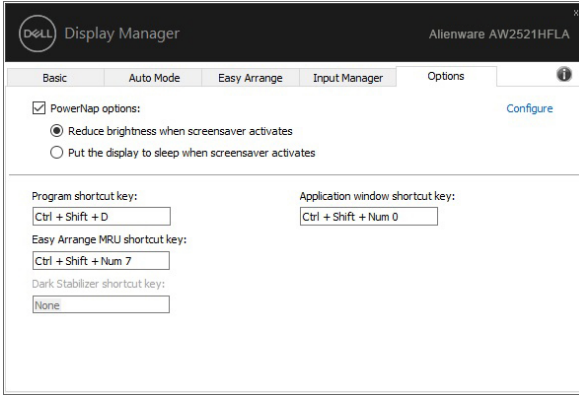 DELL Display Manager
Alienware AW2521HFLA
Basic Auto Mode Easy Arrange Input Manager Options
PowerNap options:
Configure
Reduce brightness when screensaver activates
Put the display to sleep when screensaver activates
Program shortcut key:
Application window shortcut key:
Ctrl + Shift + D
Ctrl + Shift + Num 0
Easy Arrange MRU shortcut key:
Ctrl + Shift + Num 7
Dark Stabilizer shortcut key:
None